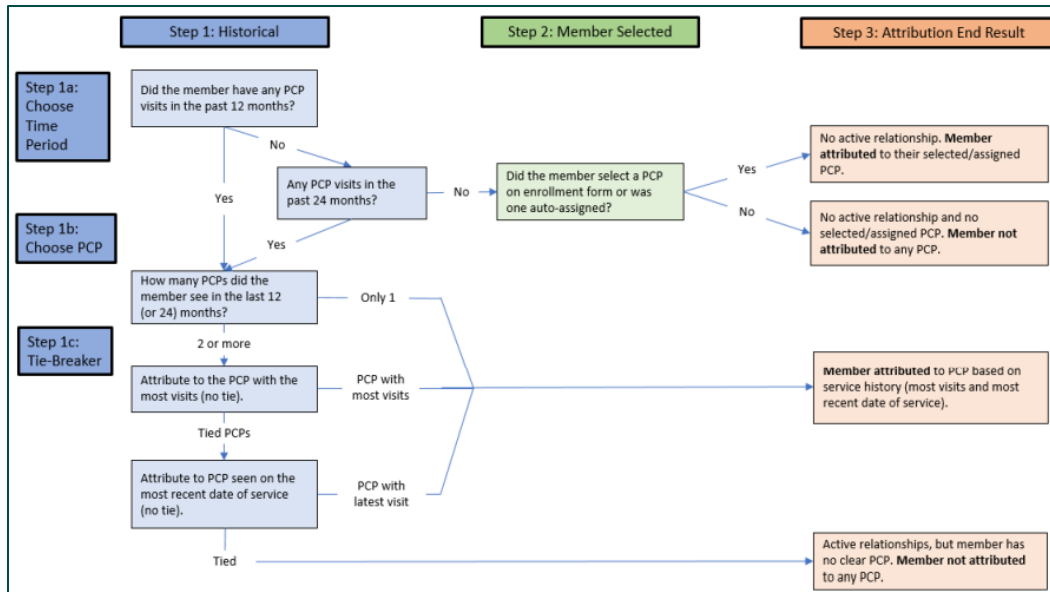 Step 1: Historical
Step 2: Member Selected
Step 3: Attribution End Result
Step 1a:
Choose
Time
Period
Did the member have any PCP
visits in the past 12 months?
No
Yes
Any PCP visits in the
past 24 months?
No
Did the member select a PCP
on enrollment form or was
one auto-assigned?
Yes
No active relationship. Member
attributed to their selected/assigned
PCP.
No
No active relationship and no
selected/assigned PCP. Member not
attributed to any PCP.
Step 1b:
Choose PCP
Yes
How many PCPs did the
member see in the last 12
(or 24) months?
Only 1
2 or more
Step 1c:
Tie-Breaker
Attribute to the PCP with the
most visits (no tie).
PCP with
most visits
Member attributed to PCP based on
service history (most visits and most
recent date of service).
Tied PCPs
Attribute to PCP seen on the
most recent date of service
(no tie).
PCP with
latest visit
Tied
Active relationships, but member has
no clear PCP. Member not attributed
to any PCP.